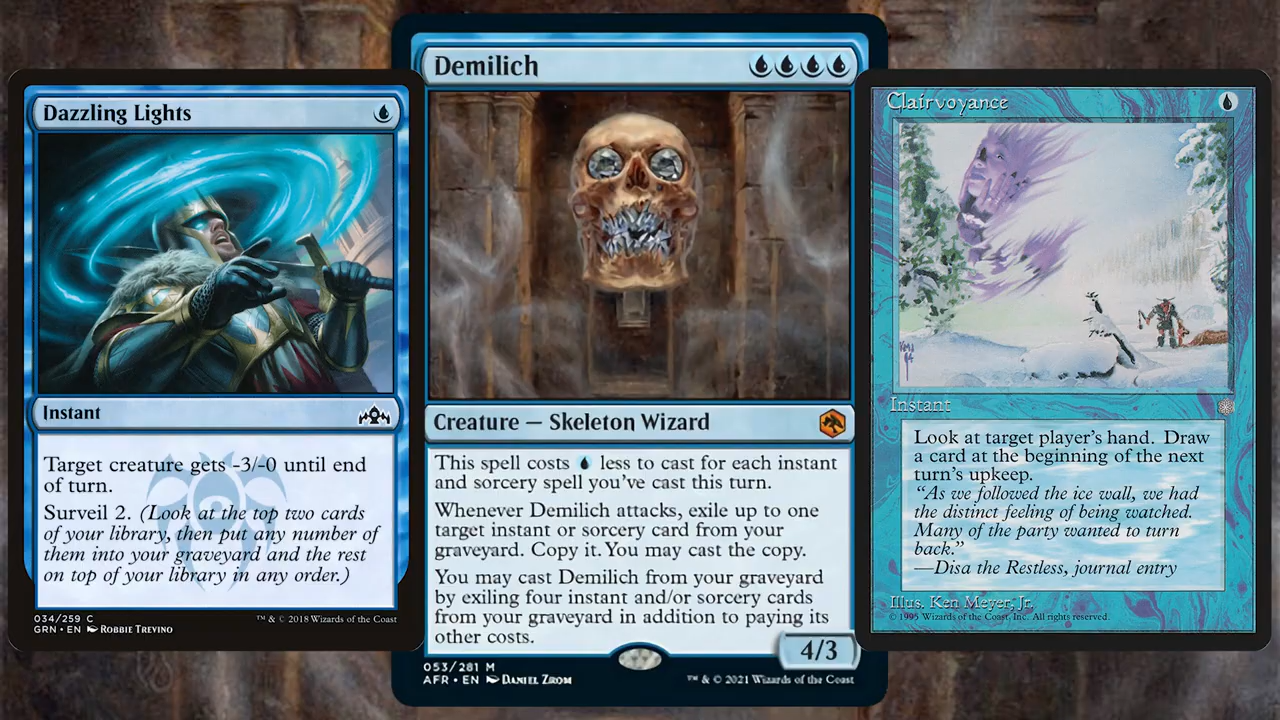 Dazzling Lights
Instant
Target creature gets -3/-0 until end
of turn.
Surveil 2. (Look at the top two cards
of your library, then put any number of
them into your graveyard and the rest
on top of your library in any order.)
034/259 C
GRN • EN Robbie Trevino
™ & © 2018 Wizards of the Coast
Demilich
Creature — Skeleton Wizard
This spell costs less to cast for each instant
and sorcery spell you've cast this turn.
Whenever Demilich attacks, exile up to one
target instant or sorcery card from your
graveyard. Copy it. You may cast the copy.
You may cast Demilich from your graveyard
by exiling four instant and/or sorcery cards
from your graveyard in addition to paying its
other costs.
4/3
053/281 M
AFR • EN Daniel Zrom
™ & © 2021 Wizards of the Coast
Clairvoyance
Instant
Look at target player's hand. Draw
a card at the beginning of the next
turn's upkeep.
"As we followed the ice wall, we had
the distinct feeling of being watched.
Many of the party wanted to turn
back."
—Disa the Restless, journal entry
Illus. Ken Meyer, Jr.
© 1995 Wizards of the Coast, Inc. All rights reserved.